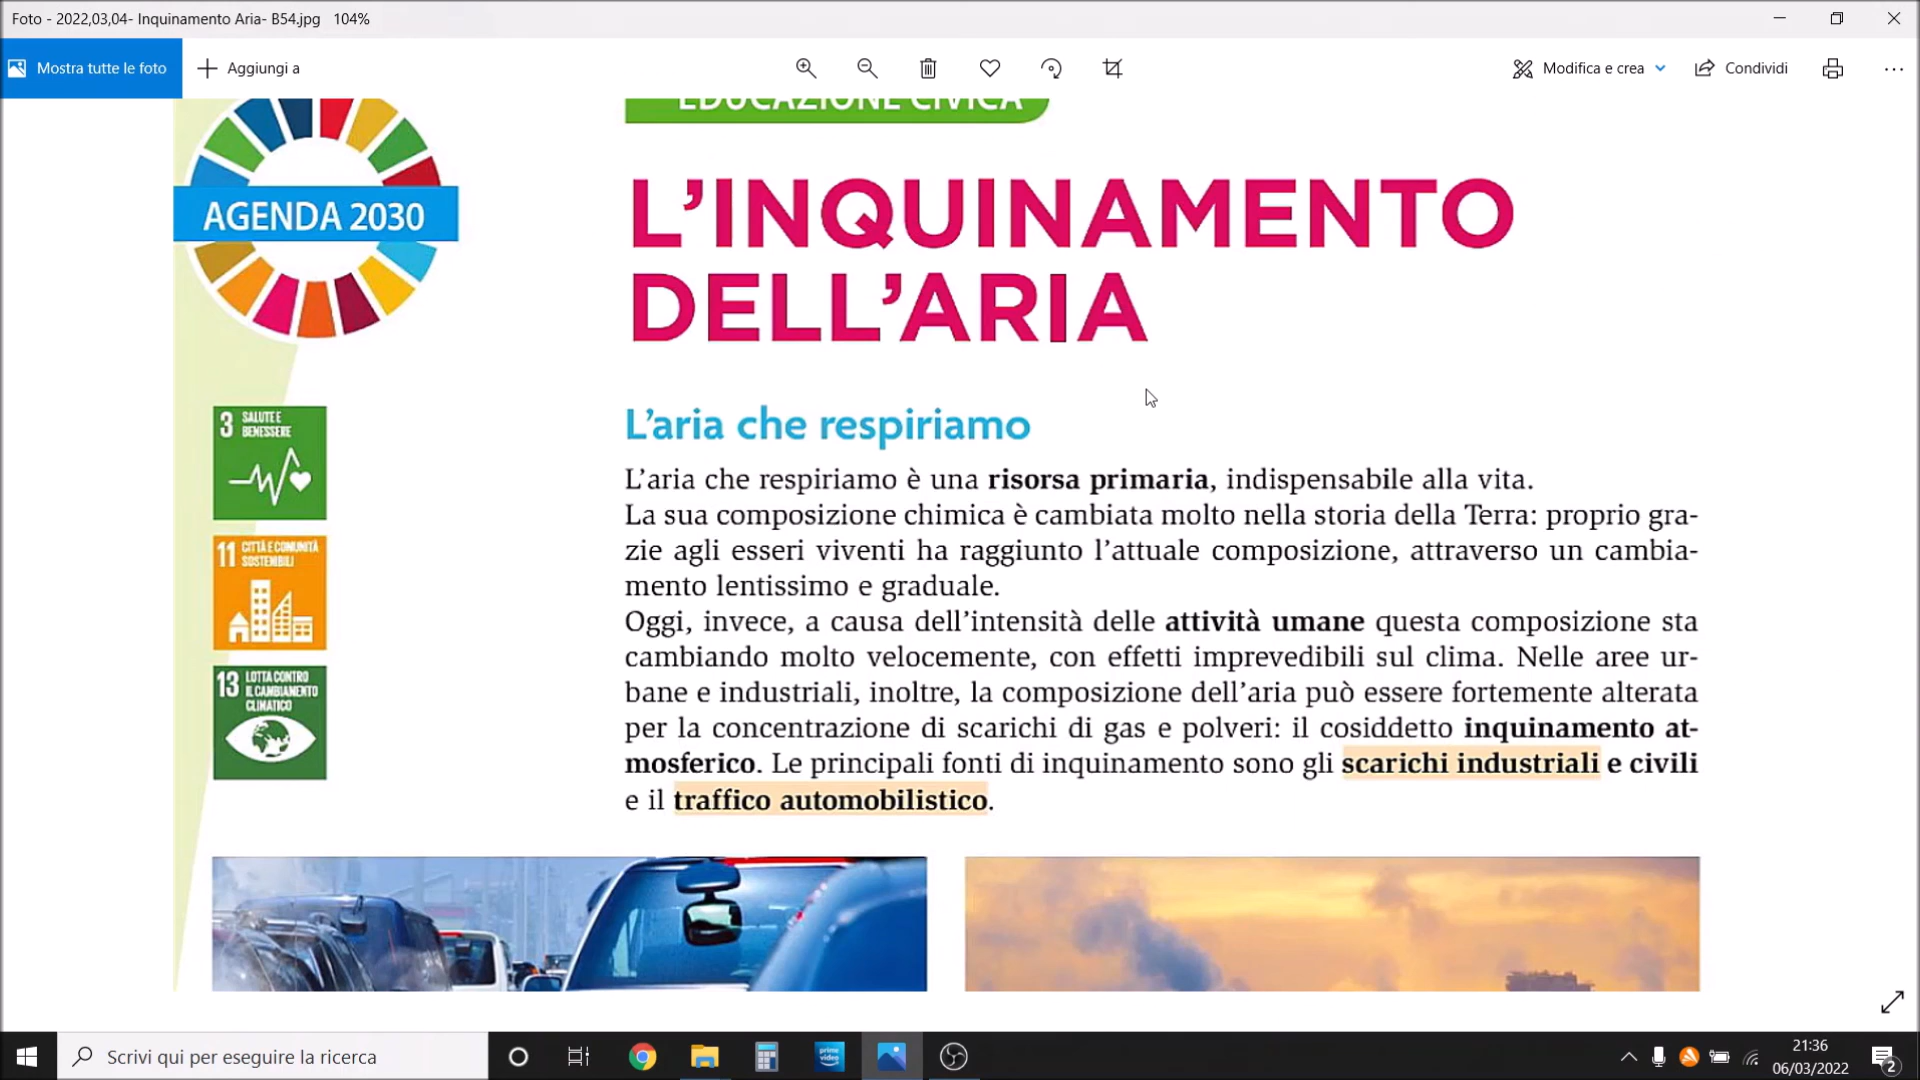 Foto - 2022,03,04- Inquinamento Aria- B54.jpg 104%
Mostra tutte le foto
Aggiungi a
Modifica e crea
Condividi
EDUCAZIONE CIVICA
AGENDA 2030
L’INQUINAMENTO
DELL’ARIA
3 SALUTE E
BENESSERE
11 CITTÀ E COMUNITÀ
SOSTENIBILI
13 LOTTA CONTRO
IL CAMBIAMENTO
CLIMATICO
L’aria che respiriamo
L’aria che respiriamo è una risorsa primaria, indispensabile alla vita.
La sua composizione chimica è cambiata molto nella storia della Terra: proprio gra-
zie agli esseri viventi ha raggiunto l’attuale composizione, attraverso un cambia-
mento lentissimo e graduale.
Oggi, invece, a causa dell’intensità delle attività umane questa composizione sta
cambiando molto velocemente, con effetti imprevedibili sul clima. Nelle aree ur-
bane e industriali, inoltre, la composizione dell’aria può essere fortemente alterata
per la concentrazione di scarichi di gas e polveri: il cosiddetto inquinamento at-
mosferico. Le principali fonti di inquinamento sono gli scarichi industriali e civili
e il traffico automobilistico.
Scrivi qui per eseguire la ricerca
prime
video
21:36
06/03/2022
2